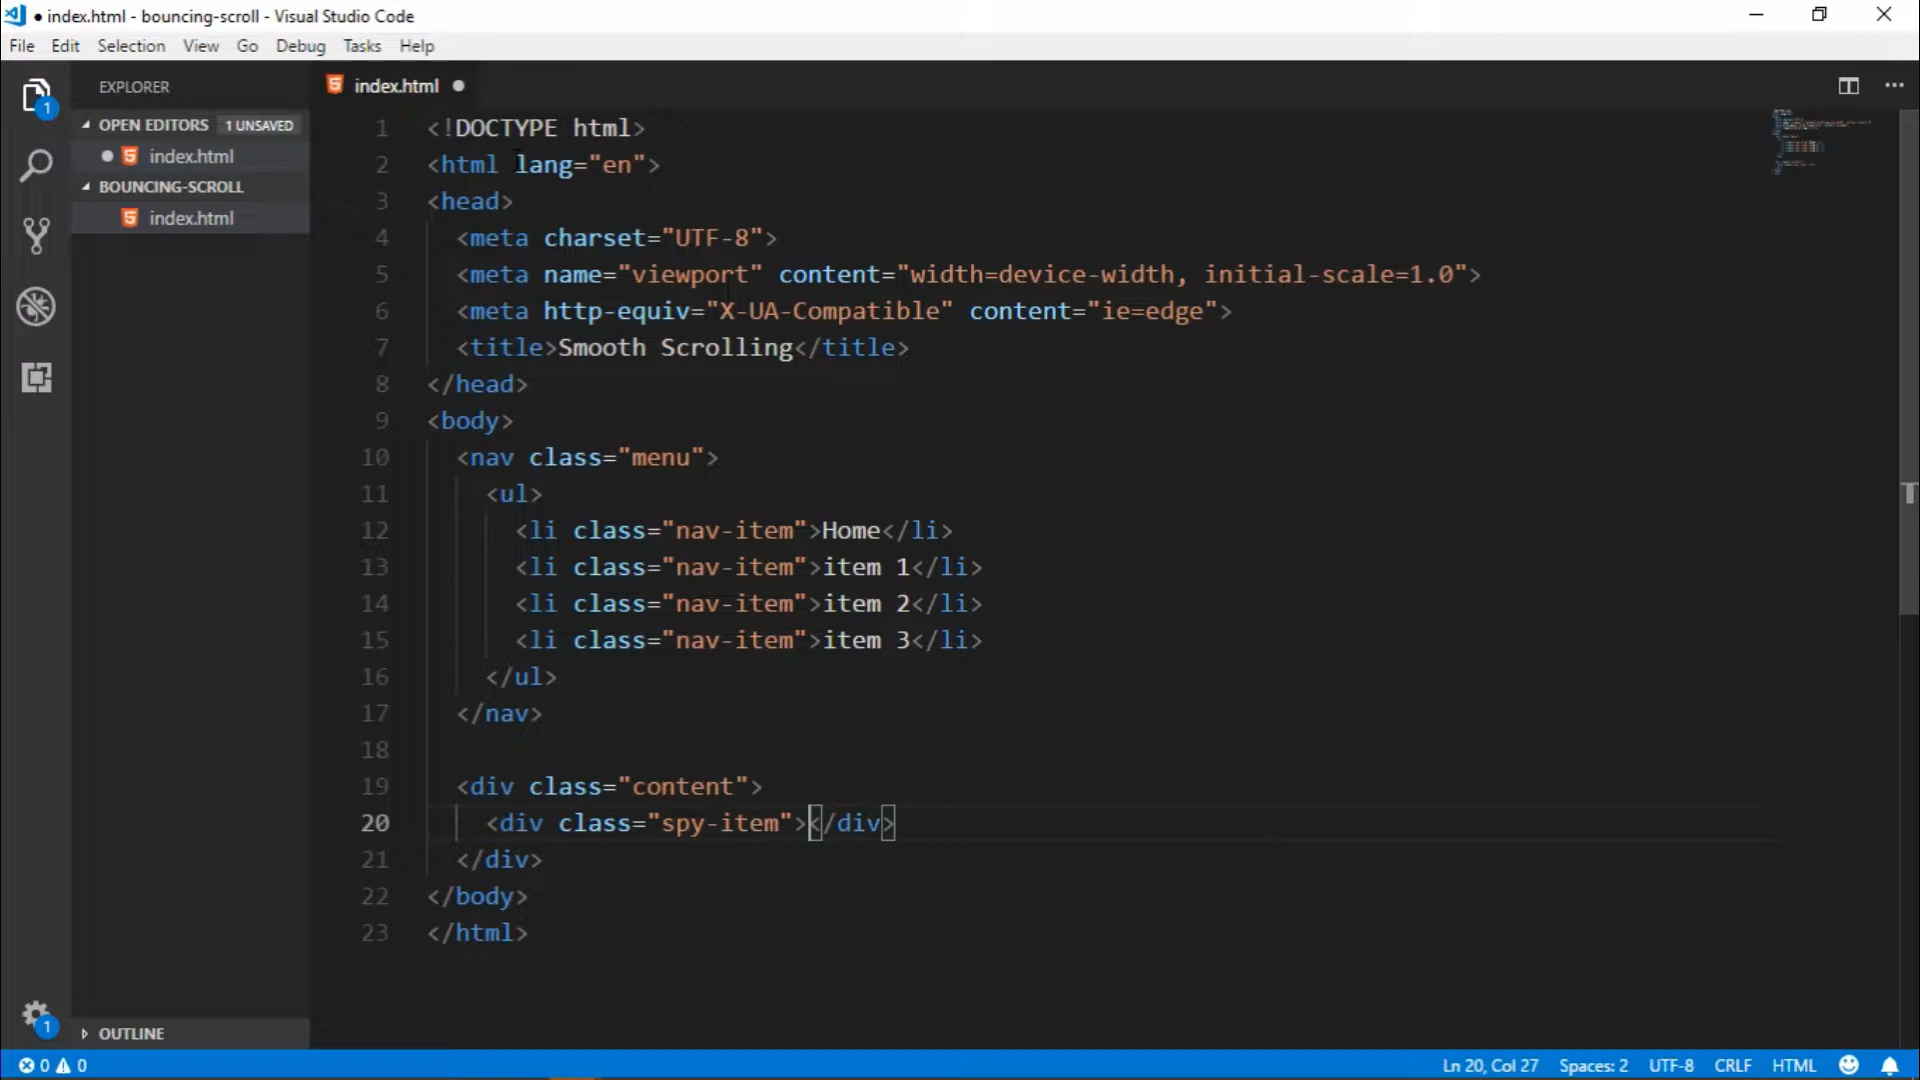 ● index.html - bouncing-scroll - Visual Studio Code
File Edit Selection View Go Debug Tasks Help
EXPLORER
OPEN EDITORS 1 UNSAVED
index.html
BOUNCING-SCROLL
index.html
OUTLINE
1
1
index.html
1 <!DOCTYPE html>
2 <html lang="en">
3 <head>
4 <meta charset="UTF-8">
5 <meta name="viewport" content="width=device-width, initial-scale=1.0">
6 <meta http-equiv="X-UA-Compatible" content="ie=edge">
7 <title>Smooth Scrolling</title>
8 </head>
9 <body>
10 <nav class="menu">
11 <ul>
12 <li class="nav-item">Home</li>
13 <li class="nav-item">item 1</li>
14 <li class="nav-item">item 2</li>
15 <li class="nav-item">item 3</li>
16 </ul>
17 </nav>
18
19 <div class="content">
20 <div class="spy-item"></div>
21 </div>
22 </body>
23 </html>
0 0 Ln 20, Col 27 Spaces: 2 UTF-8 CRLF HTML